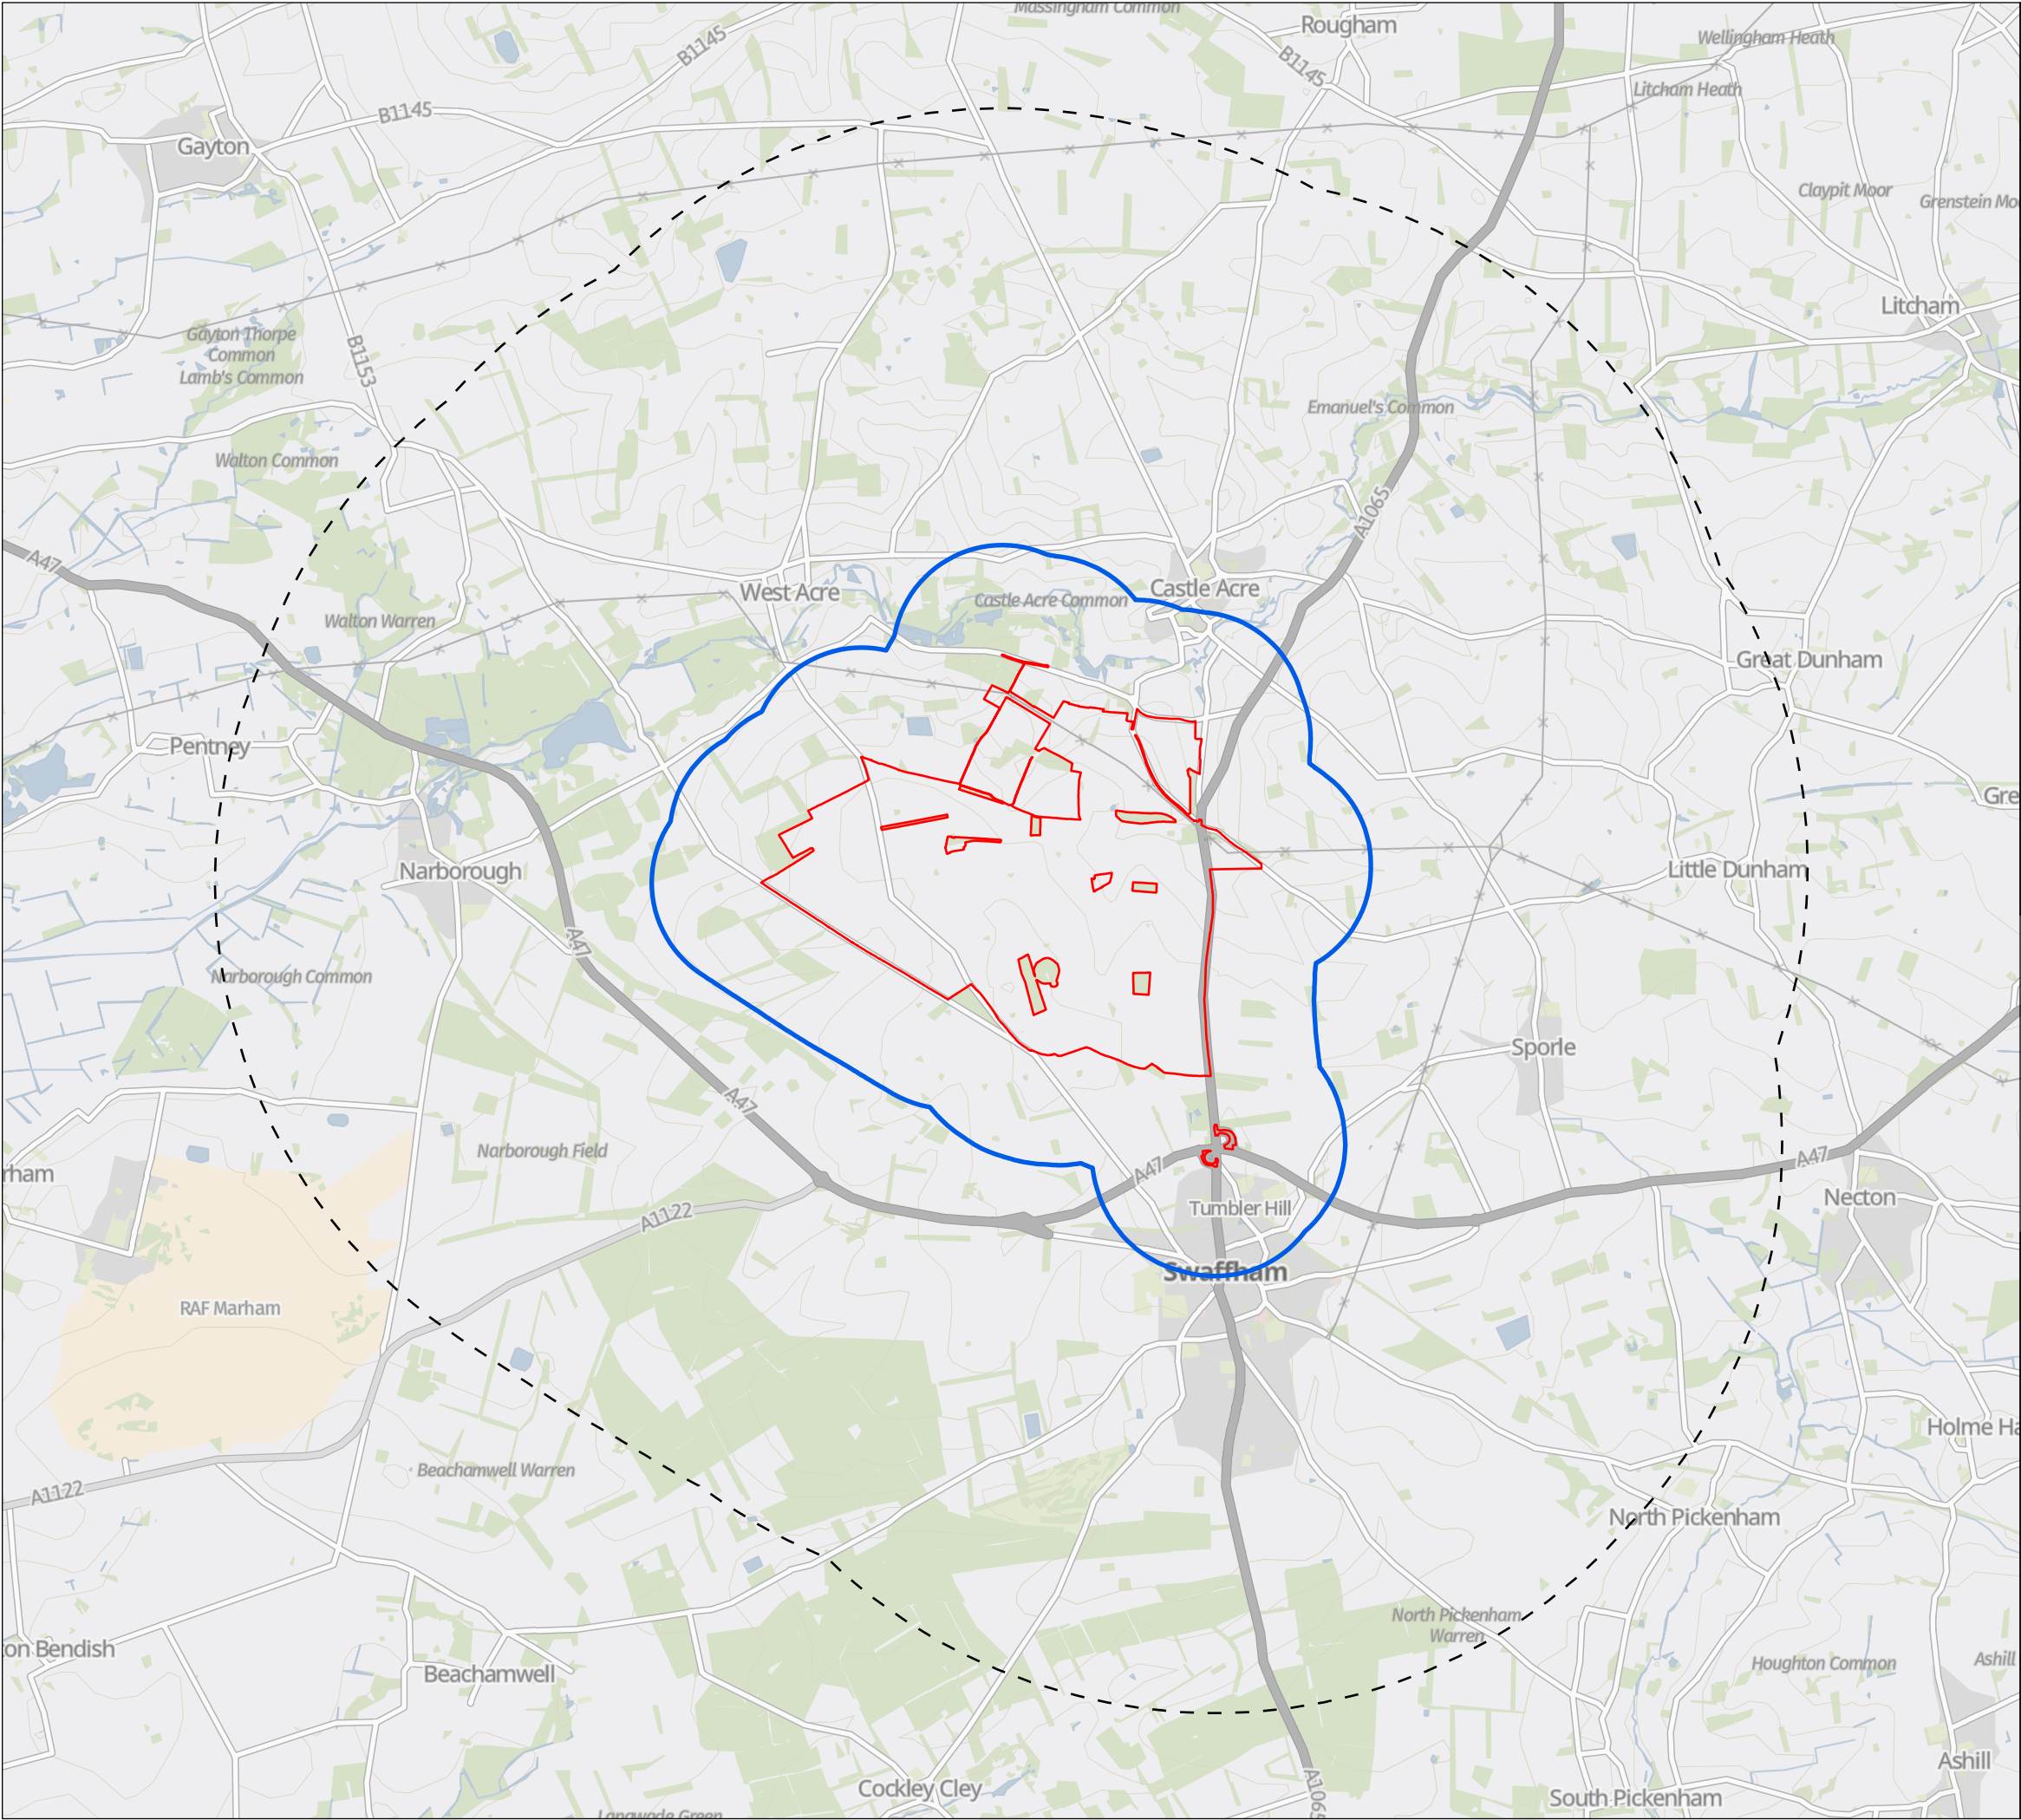 Massingham Common
Rougham
B1145
Wellingham Heath
B1145
Litcham Heath
B1145
Gayton
Claypit Moor
Grenstein Mo
Litcham
Gayton Thorpe
Common
Lamb's Common
B1153
Emanuel's Common
Walton Common
A1065
A47
West Acre
Castle Acre
Castle Acre Common
Walton Warren
Great Dunham
Pentney
Gre
Narborough
Little Dunham
A47
Narborough Common
Sporle
A47
Narborough Field
A47
A47
rham
Necton
Tumbler Hill
A1122
Swaffham
RAF Marham
Holme Ha
Beachamwell Warren
A1122
North Pickenham
North Pickenham
Warren
ton Bendish
Houghton Common
Ashill
Beachamwell
Ashill
Cockley Cley
A1065
South Pickenham
Langwade Green